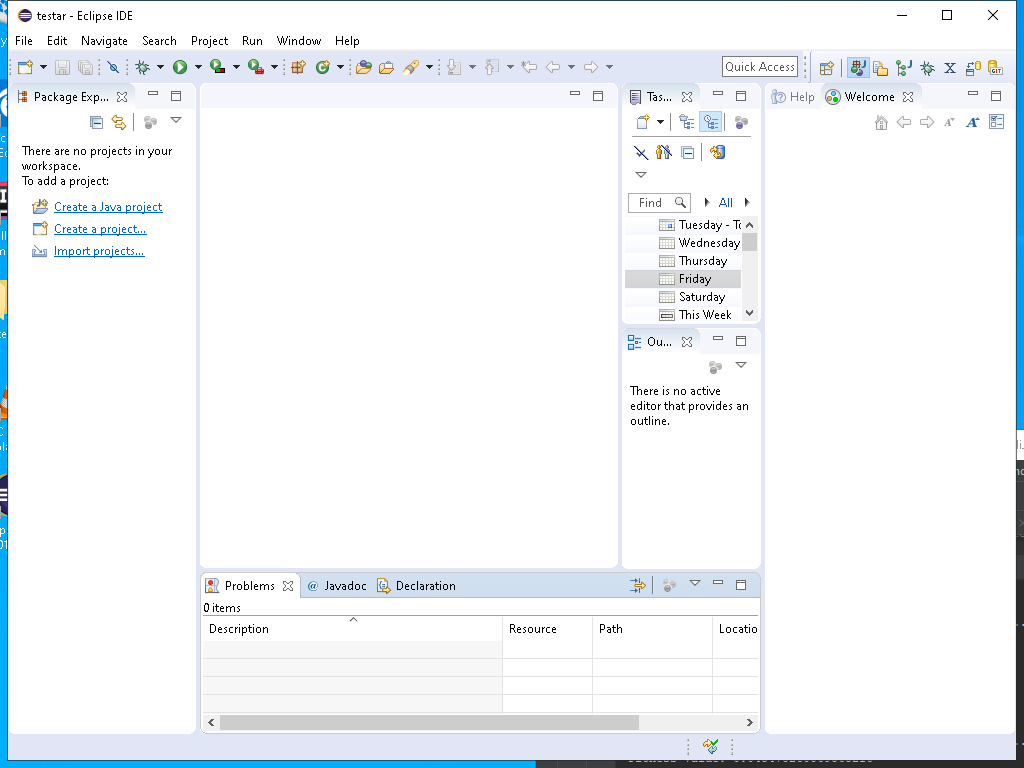 testar - Eclipse IDE
File Edit Navigate Search Project Run Window Help
Quick Access
Package Exp...
There are no projects in your
workspace.
To add a project:
Create a Java project
Create a project...
Import projects...
Tas...
Find
All
Tuesday - To
Wednesday
Thursday
Friday
Saturday
This Week
Ou...
There is no active
editor that provides an
outline.
Help
Welcome
Problems
@ Javadoc
Declaration
0 items
Description Resource Path Locatio